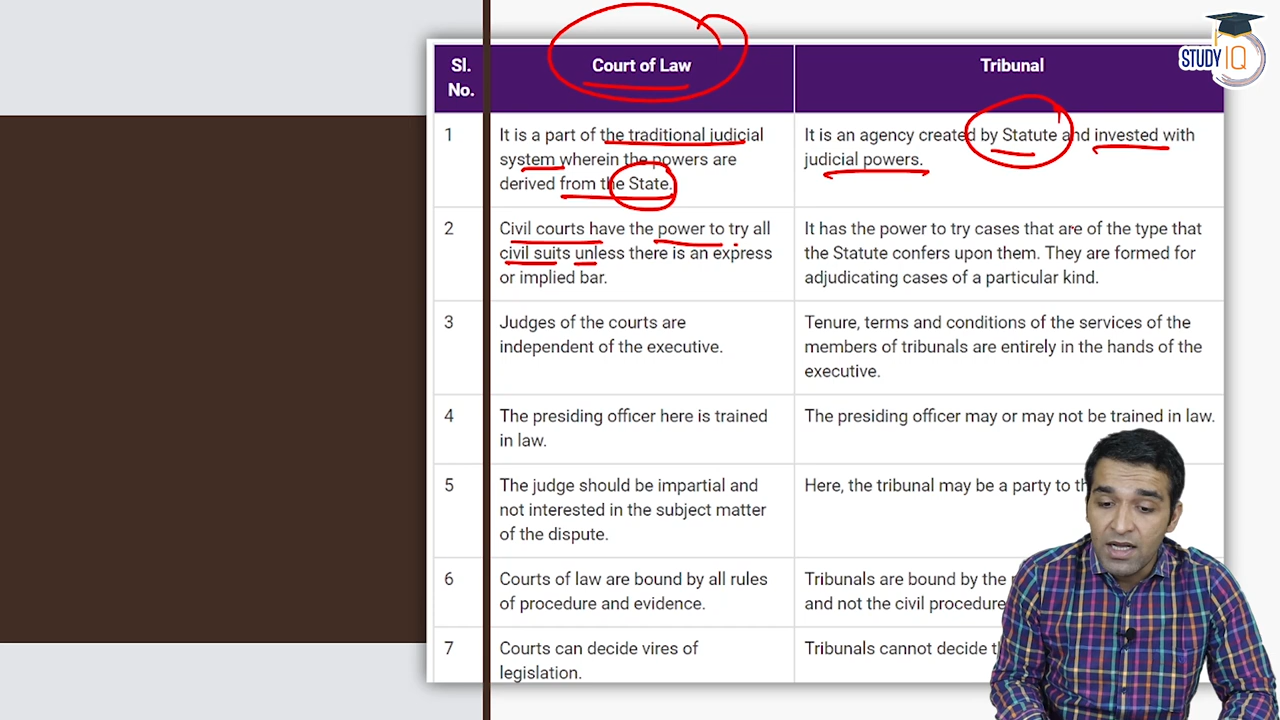 STUDY IQ
Sl.
No.
Court of Law
Tribunal
1
It is a part of the traditional judicial
system wherein the powers are
derived from the State.
It is an agency created by Statute and invested with
judicial powers.
2
Civil courts have the power to try all
civil suits unless there is an express
or implied bar.
It has the power to try cases that are of the type that
the Statute confers upon them. They are formed for
adjudicating cases of a particular kind.
3
Judges of the courts are
independent of the executive.
Tenure, terms and conditions of the services of the
members of tribunals are entirely in the hands of the
executive.
4
The presiding officer here is trained
in law.
The presiding officer may or may not be trained in law.
5
The judge should be impartial and
not interested in the subject matter
of the dispute.
Here, the tribunal may be a party to
6
Courts of law are bound by all rules
of procedure and evidence.
Tribunals are bound by the
and not the civil procedure
7
Courts can decide vires of
legislation.
Tribunals cannot decide